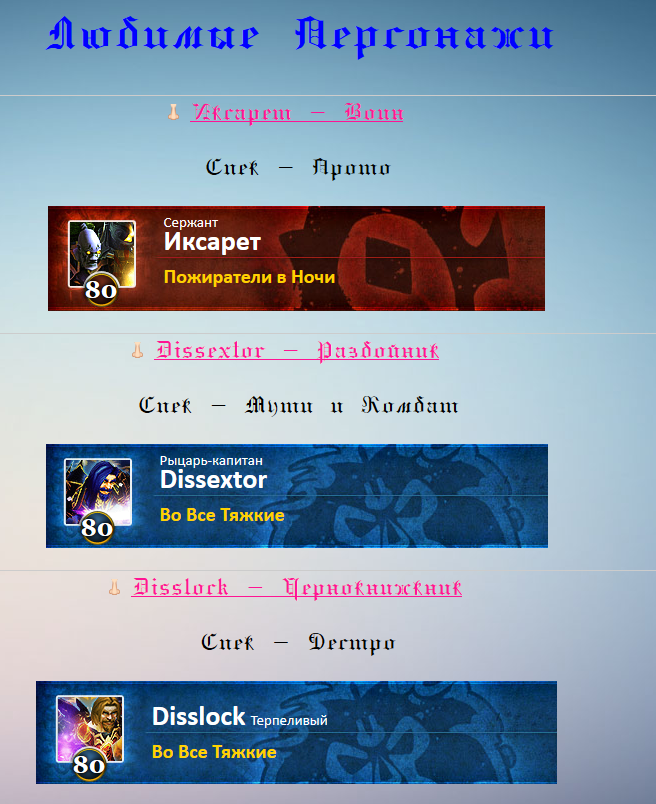 Любимые Персонажи
Иксарет - Воин
Спек - Прото
Сержант
Иксарет
Пожиратели в Ночи
80
Dissextor - Разбойник
Спек - Мути и Комбат
Рыцарь-капитан
Dissextor
Во Все Тяжкие
80
Disslock - Чернокнижник
Спек - Дестро
Disslock Терпеливый
Во Все Тяжкие
80